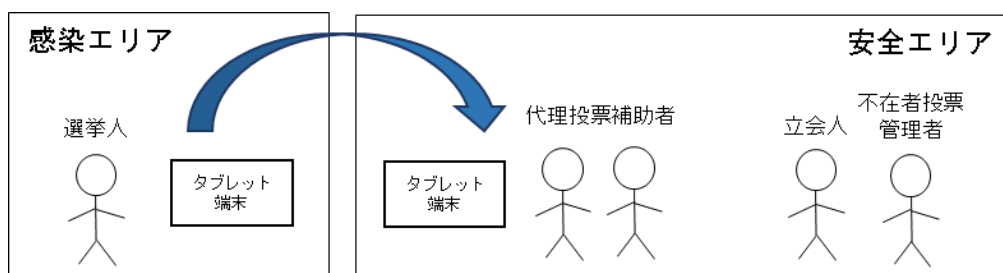 感染エリア
安全エリア
選挙人
タブレット
端末
タブレット
端末
代理投票補助者
立会人
不在者投票
管理者